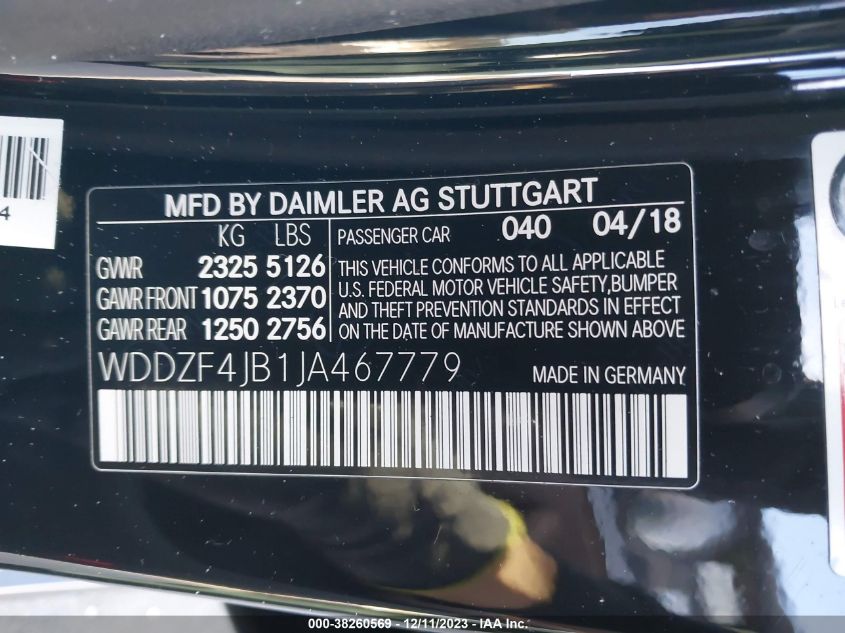 MFD BY DAIMLER AG STUTTGART
KG LBS
GVWR 2325 5126
GAWR FRONT 1075 2370
GAWR REAR 1250 2756
PASSENGER CAR 040 04/18
THIS VEHICLE CONFORMS TO ALL APPLICABLE
U.S. FEDERAL MOTOR VEHICLE SAFETY,BUMPER
AND THEFT PREVENTION STANDARDS IN EFFECT
ON THE DATE OF MANUFACTURE SHOWN ABOVE
WDDZF4JB1JA467779 MADE IN GERMANY
4
000-38260569 - 12/11/2023 - IAA Inc.